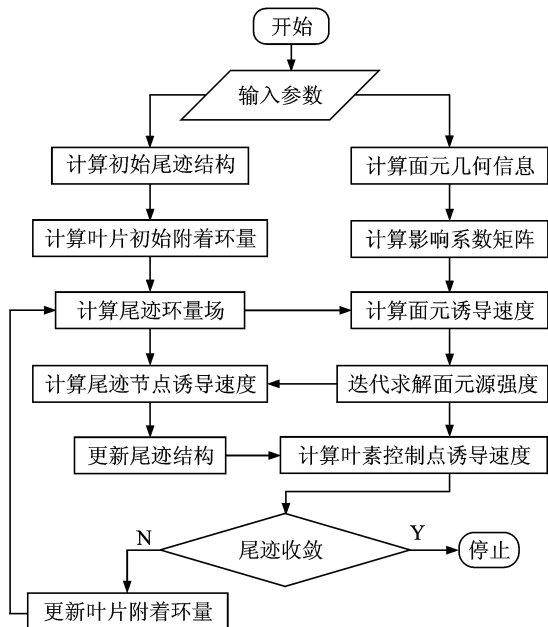 开始
输入参数
计算初始尾迹结构
计算面元几何信息
计算叶片初始附着环量
计算影响系数矩阵
计算尾迹环量场
计算面元诱导速度
计算尾迹节点诱导速度
迭代求解面元源强度
更新尾迹结构
计算叶素控制点诱导速度
N
尾迹收敛
Y
停止
更新叶片附着环量